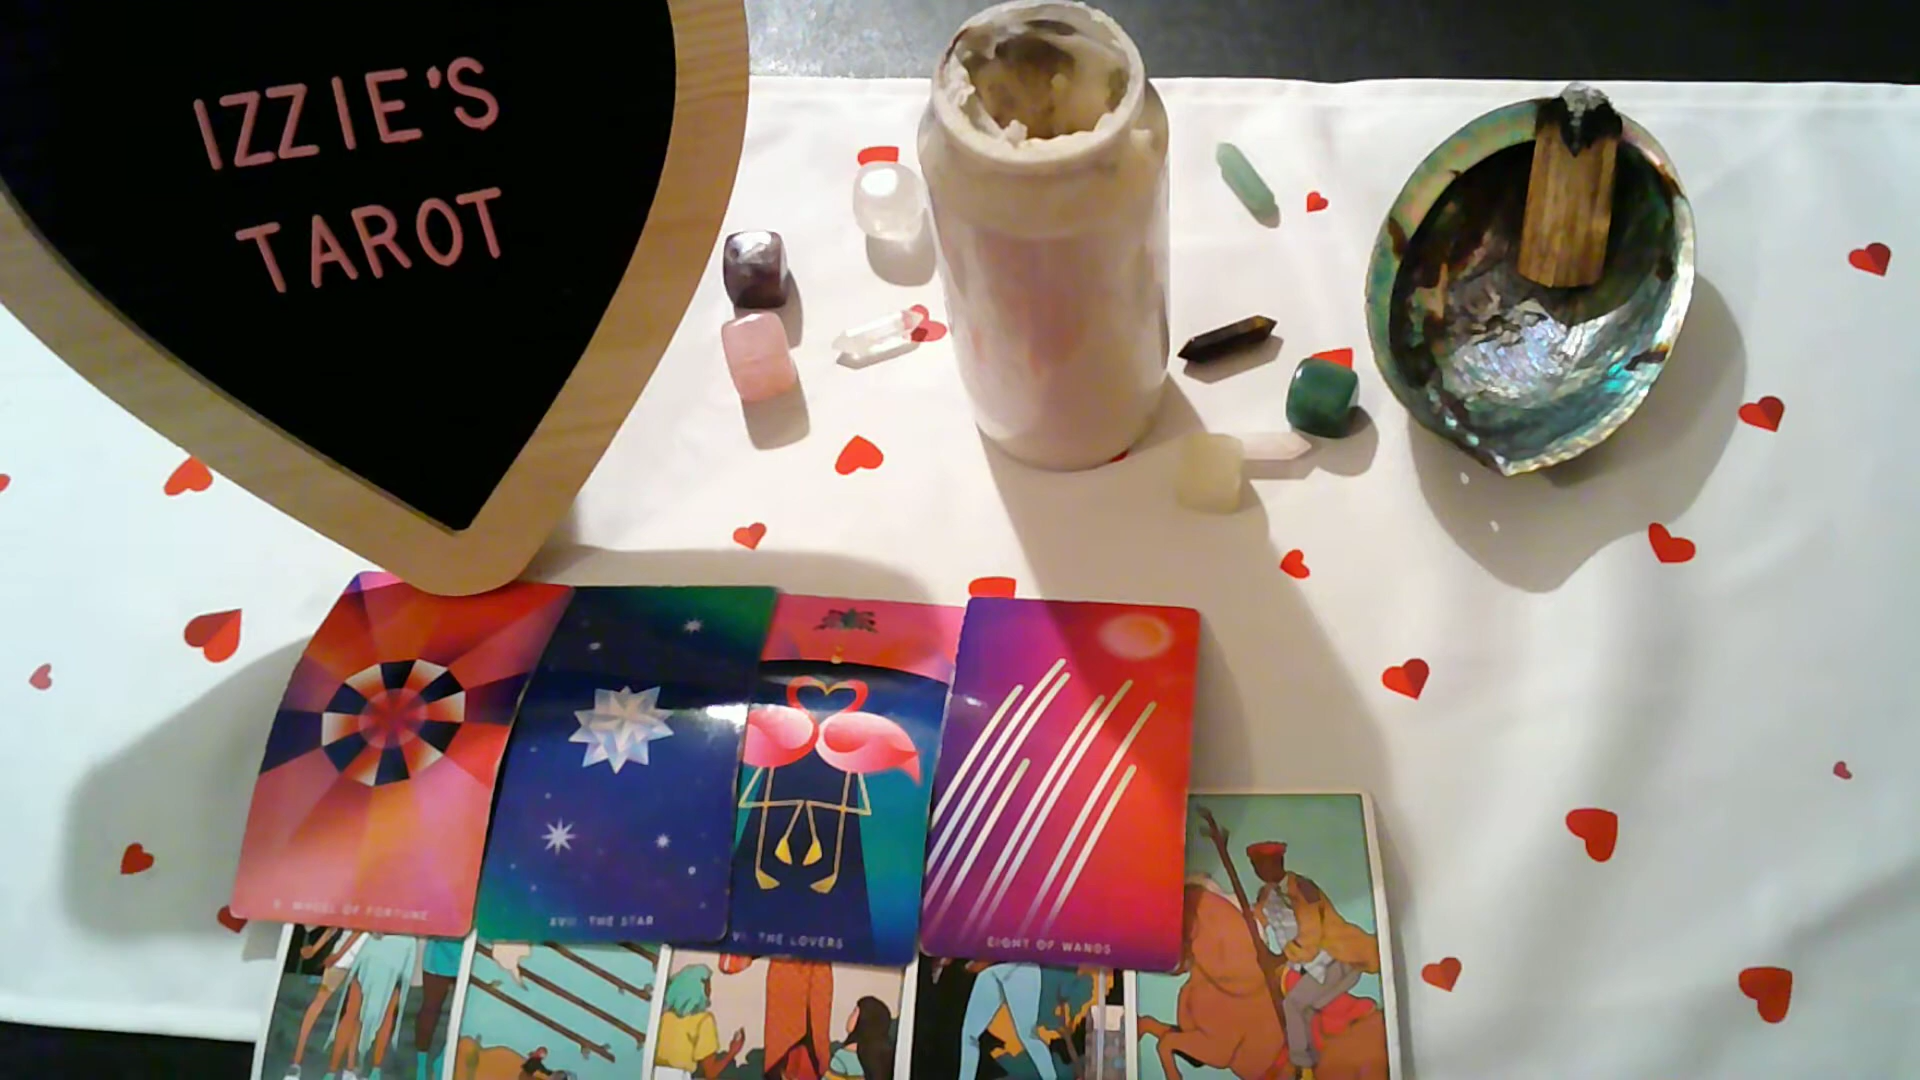 IZZIE'S
TAROT
X. WHEEL OF FORTUNE
XVII. THE STAR
VI. THE LOVERS
EIGHT OF WANDS